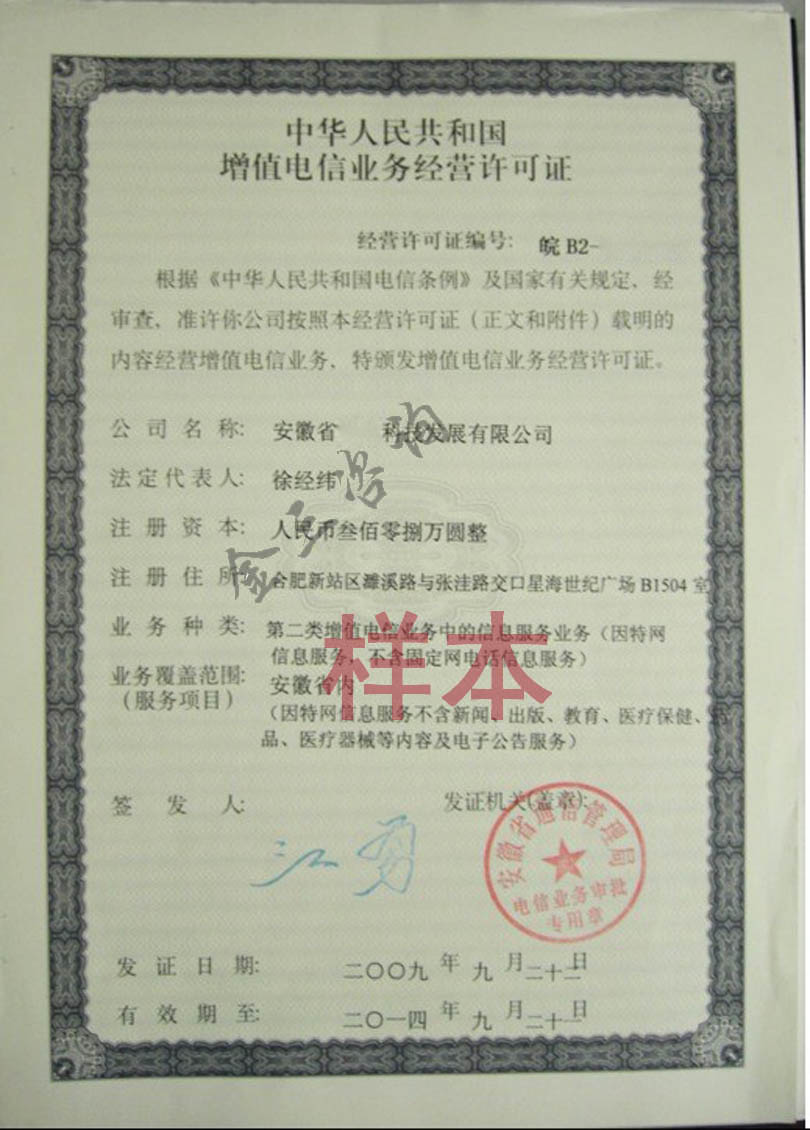 中华人民共和国
增值电信业务经营许可证
经营许可证编号: 皖 B2-
根据《中华人民共和国电信条例》及国家有关规定、经
审查、准许你公司按照本经营许可证（正文和附件）载明的
内容经营增值电信业务、特颁发增值电信业务经营许可证。
公司名称: 安徽省 科技发展有限公司
法定代表人: 徐经纬
注册资本: 人民币叁佰零捌万圆整
注册住所: 合肥新站区濉溪路与张洼路交口星海世纪广场 B1504 室
业务种类: 第二类增值电信业务中的信息服务业务（因特网
信息服务，不含固定网电话信息服务）
业务覆盖范围: 安徽省内
（服务项目）
（因特网信息服务不含新闻、出版、教育、医疗保健、药
品、医疗器械等内容及电子公告服务）
样本
签发人: 发证机关(盖章):
江勇
安徽省通信管理局
电信业务审批
专用章
发证日期: 二〇〇九年九月二十二日
有效期至: 二〇一四年九月二十一日